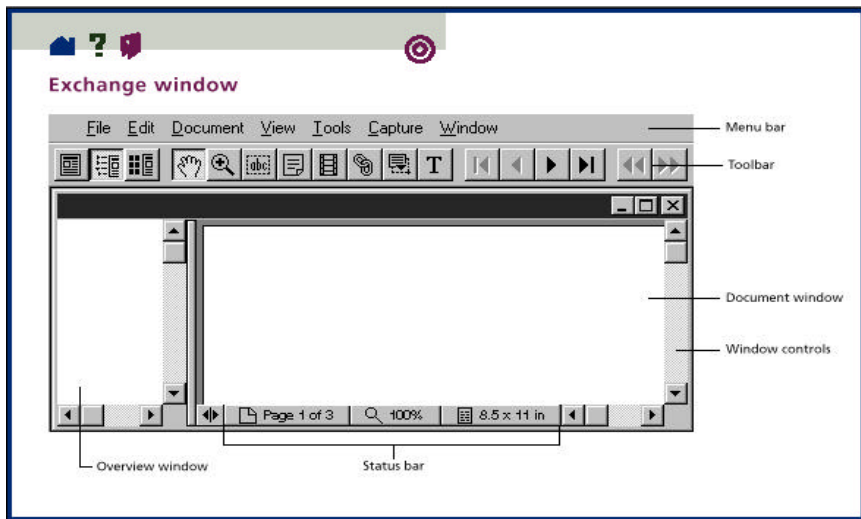 ?
Exchange window
File Edit Document View Tools Capture Window
Menu bar
abc T
Toolbar
Document window
Window controls
Page 1 of 3 100% 8.5 x 11 in
Overview window
Status bar